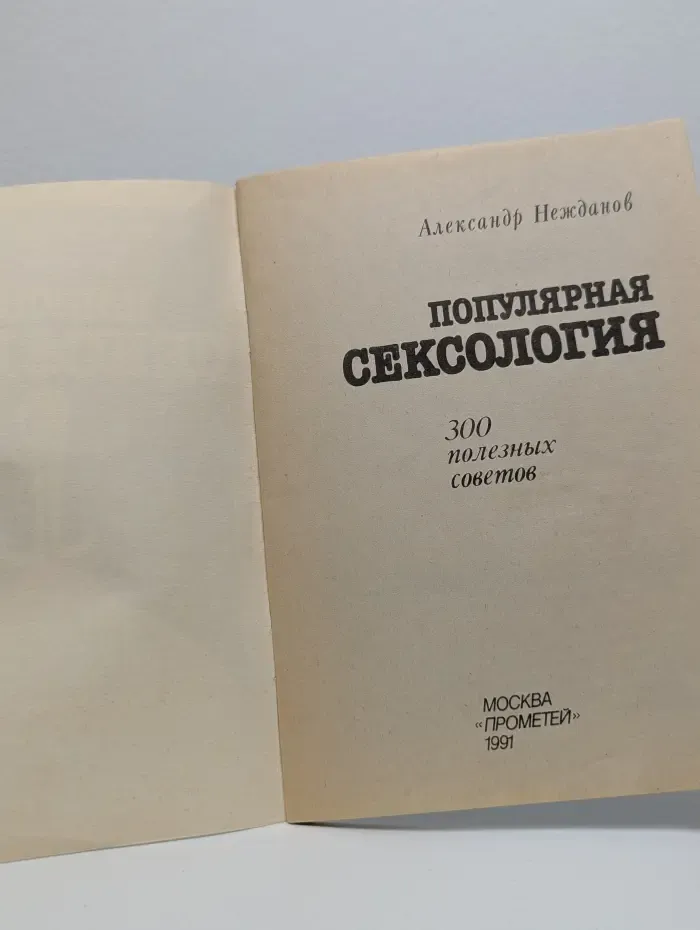 Александр Нежданов
ПОПУЛЯРНАЯ
СЕКСОЛОГИЯ
300
полезных
советов
МОСКВА
«ПРОМЕТЕЙ»
1991